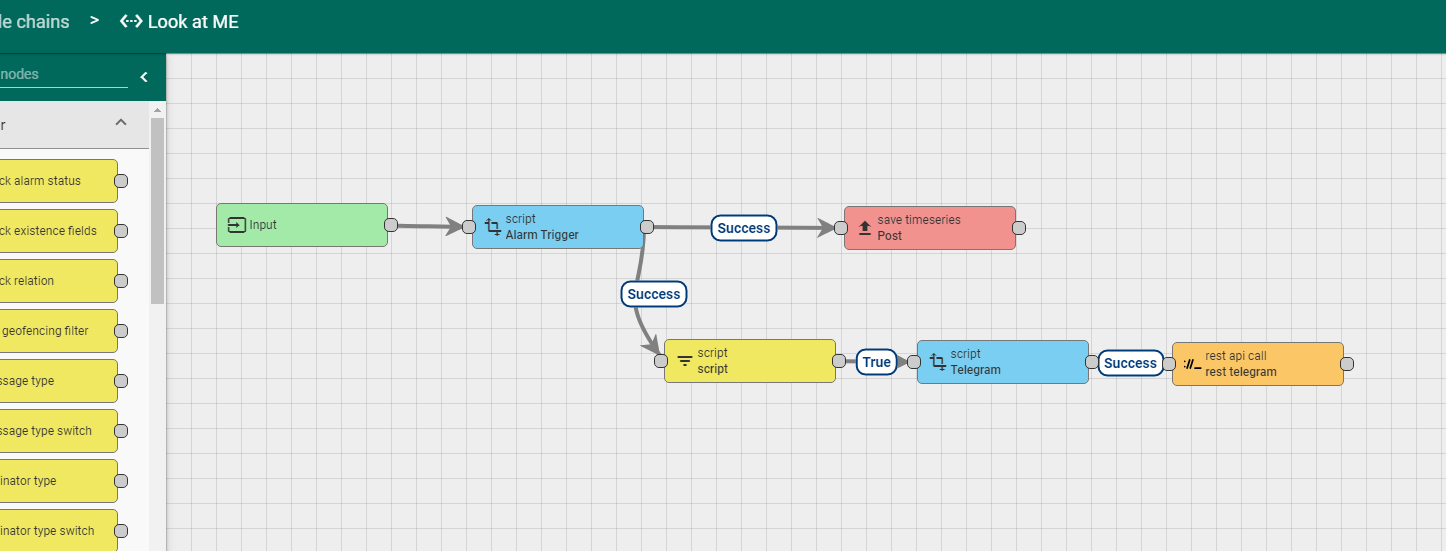 le chains > Look at ME
nodes
r
ck alarm status
ck existence fields
ck relation
geofencing filter
ssage type
ssage type switch
inator type
inator type switch
Input
script
Alarm Trigger
Success
save timeseries
Post
Success
script
script
True
script
Telegram
Success
rest api call
rest telegram